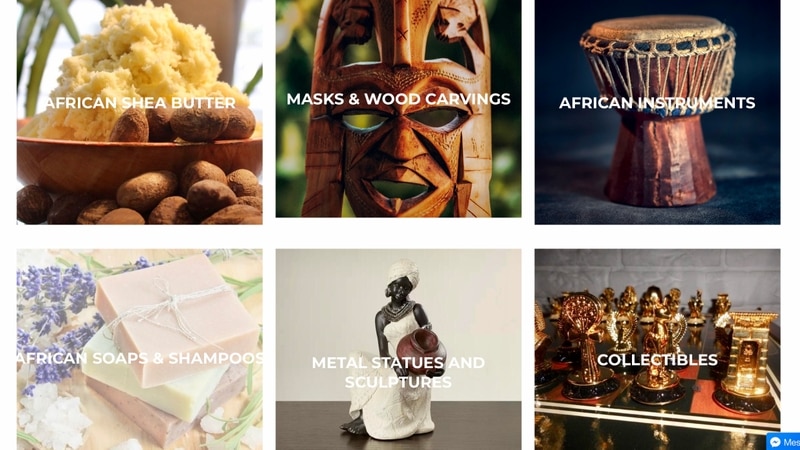 AFRICAN SHEA BUTTER
MASKS & WOOD CARVINGS
AFRICAN INSTRUMENTS
AFRICAN SOAPS & SHAMPOOS
METAL STATUES AND
SCULPTURES
COLLECTIBLES
Mes